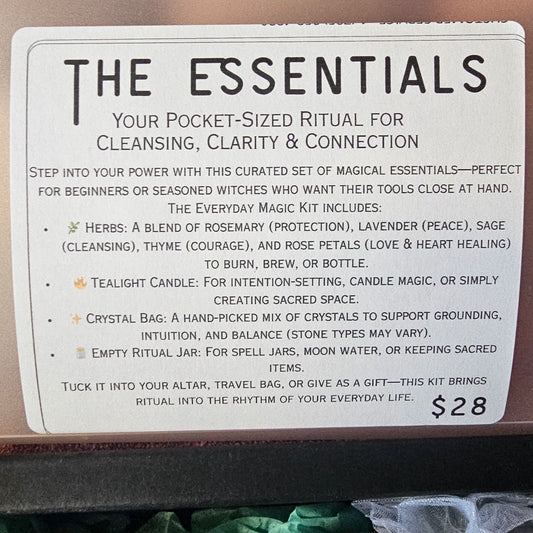 THE ESSENTIALS
YOUR POCKET-SIZED RITUAL FOR
CLEANSING, CLARITY & CONNECTION
STEP INTO YOUR POWER WITH THIS CURATED SET OF MAGICAL ESSENTIALS—PERFECT
FOR BEGINNERS OR SEASONED WITCHES WHO WANT THEIR TOOLS CLOSE AT HAND.
THE EVERYDAY MAGIC KIT INCLUDES:
• 🌿 HERBS: A BLEND OF ROSEMARY (PROTECTION), LAVENDER (PEACE), SAGE
(CLEANSING), THYME (COURAGE), AND ROSE PETALS (LOVE & HEART HEALING)
TO BURN, BREW, OR BOTTLE.
• 🔥 TEALIGHT CANDLE: FOR INTENTION-SETTING, CANDLE MAGIC, OR SIMPLY
CREATING SACRED SPACE.
• ✨ CRYSTAL BAG: A HAND-PICKED MIX OF CRYSTALS TO SUPPORT GROUNDING,
INTUITION, AND BALANCE (STONE TYPES MAY VARY).
• 🫙 EMPTY RITUAL JAR: FOR SPELL JARS, MOON WATER, OR KEEPING SACRED
ITEMS.
TUCK IT INTO YOUR ALTAR, TRAVEL BAG, OR GIVE AS A GIFT—THIS KIT BRINGS
RITUAL INTO THE RHYTHM OF YOUR EVERYDAY LIFE.
$28